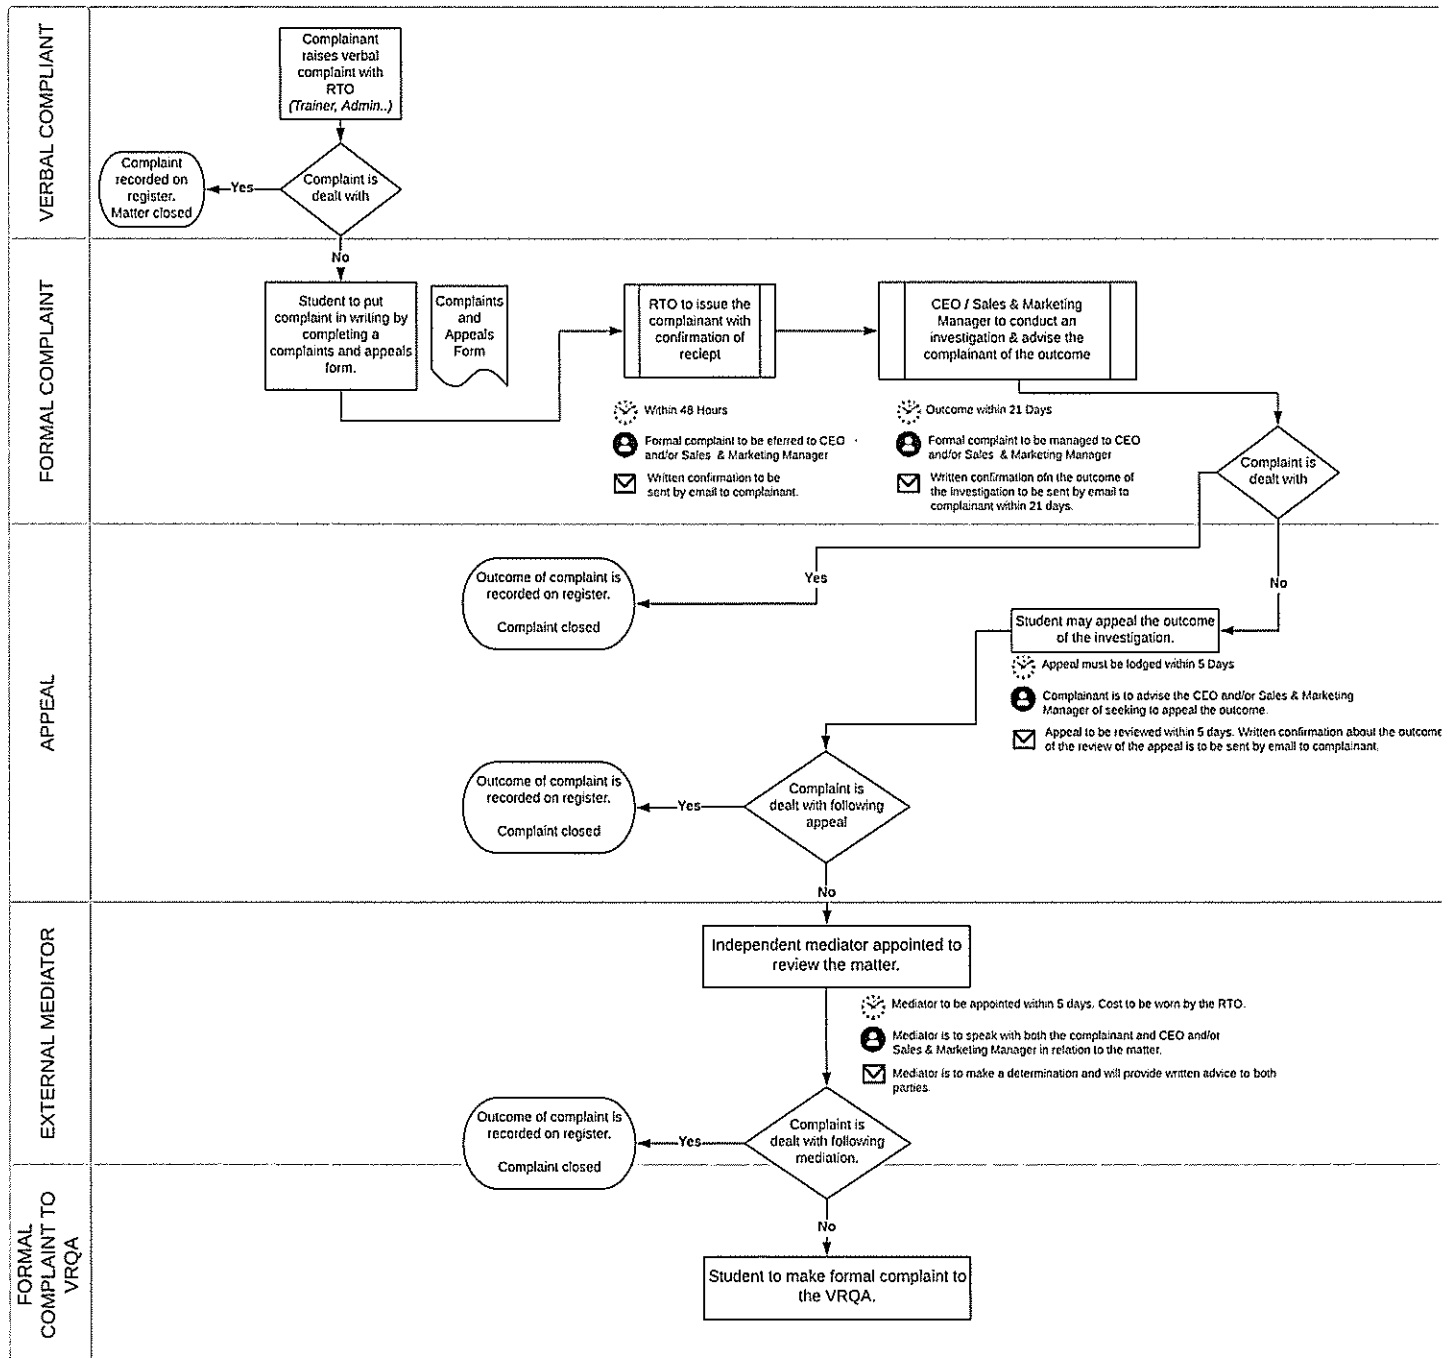 VERBAL COMPLIANT
Complainant
raises verbal
complaint with
RTO
(Trainer, Admin..)
Complaint
recorded on
register.
Matter closed
Yes
Complaint is
dealt with
No
FORMAL COMPLAINT
Student to put
complaint in writing by
completing a
complaints and appeals
form.
Complaints
and
Appeals
Form
RTO to issue the
complainant with
confirmation of
reciept
CEO / Sales & Marketing
Manager to conduct an
investigation & advise the
complainant of the outcome
Within 48 Hours
Formal complaint to be eferred to CEO
and/or Sales & Marketing Manager
Written confirmation to be
sent by email to complainant.
Outcome within 21 Days
Formal complaint to be managed to CEO
and/or Sales & Marketing Manager
Written confirmation ofn the outcome of
the investigation to be sent by email to
complainant within 21 days.
Complaint is
dealt with
APPEAL
Outcome of complaint is
recorded on register.
Complaint closed
Yes
No
Student may appeal the outcome
of the investigation.
Appeal must be lodged within 5 Days
Complainant is to advise the CEO and/or Sales & Marketing
Manager of seeking to appeal the outcome.
Appeal to be reviewed within 5 days. Written confirmation about the outcome
of the review of the appeal is to be sent by email to complainant.
Outcome of complaint is
recorded on register.
Complaint closed
Yes
Complaint is
dealt with following
appeal
No
EXTERNAL MEDIATOR
Independent mediator appointed to
review the matter.
Mediator to be appointed within 5 days. Cost to be worn by the RTO.
Mediator is to speak with both the complainant and CEO and/or
Sales & Marketing Manager in relation to the matter.
Mediator is to make a determination and will provide written advice to both
parties.
Outcome of complaint is
recorded on register.
Complaint closed
Yes
Complaint is
dealt with following
mediation.
No
FORMAL
COMPLAINT TO
VRQA
Student to make formal complaint to
the VRQA.